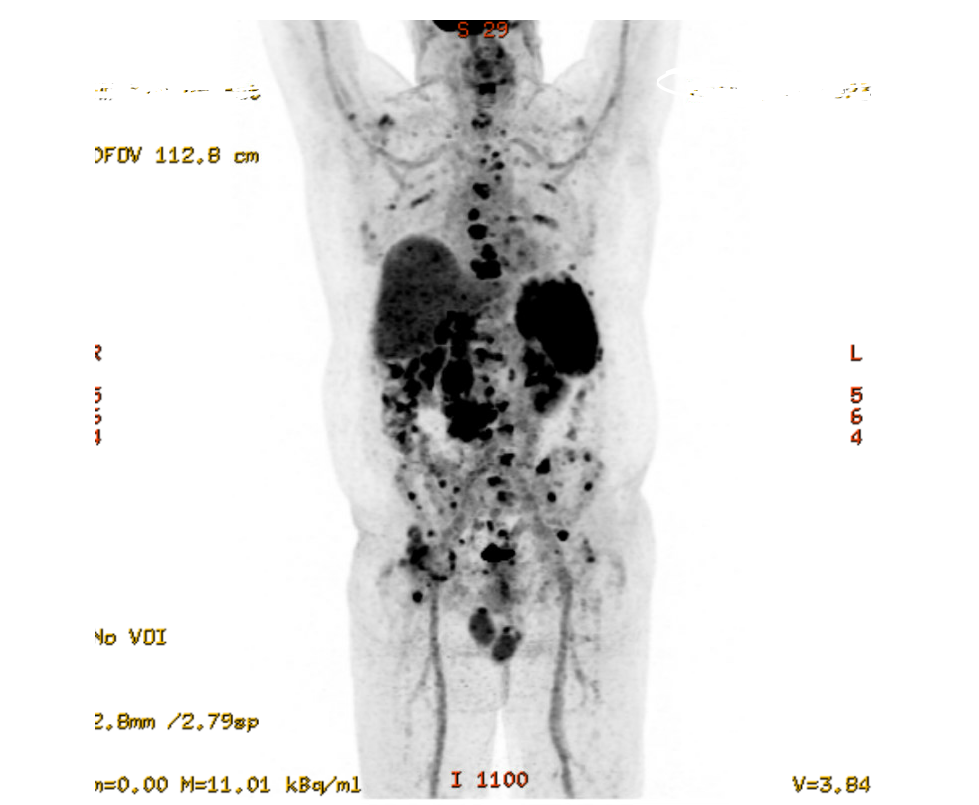 S 29
DFOV 112.8 cm
R
L
5
6
4
5
6
4
No VOI
2.8mm /2.79sp
m=0.00 M=11.01 kBq/ml
I 1100
V=3.84